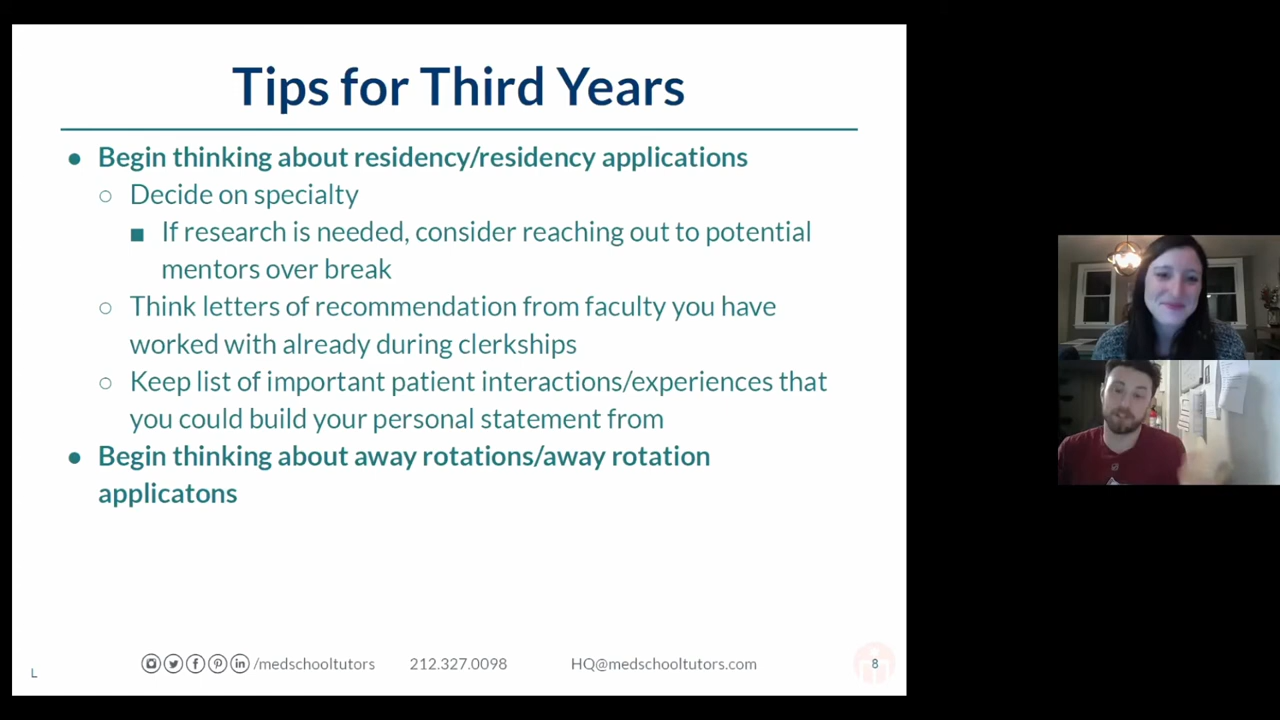 Tips for Third Years
● Begin thinking about residency/residency applications
○ Decide on specialty
■ If research is needed, consider reaching out to potential
mentors over break
○ Think letters of recommendation from faculty you have
worked with already during clerkships
○ Keep list of important patient interactions/experiences that
you could build your personal statement from
● Begin thinking about away rotations/away rotation
applicatons
/medschooltutors 212.327.0098 HQ@medschooltutors.com 8
L